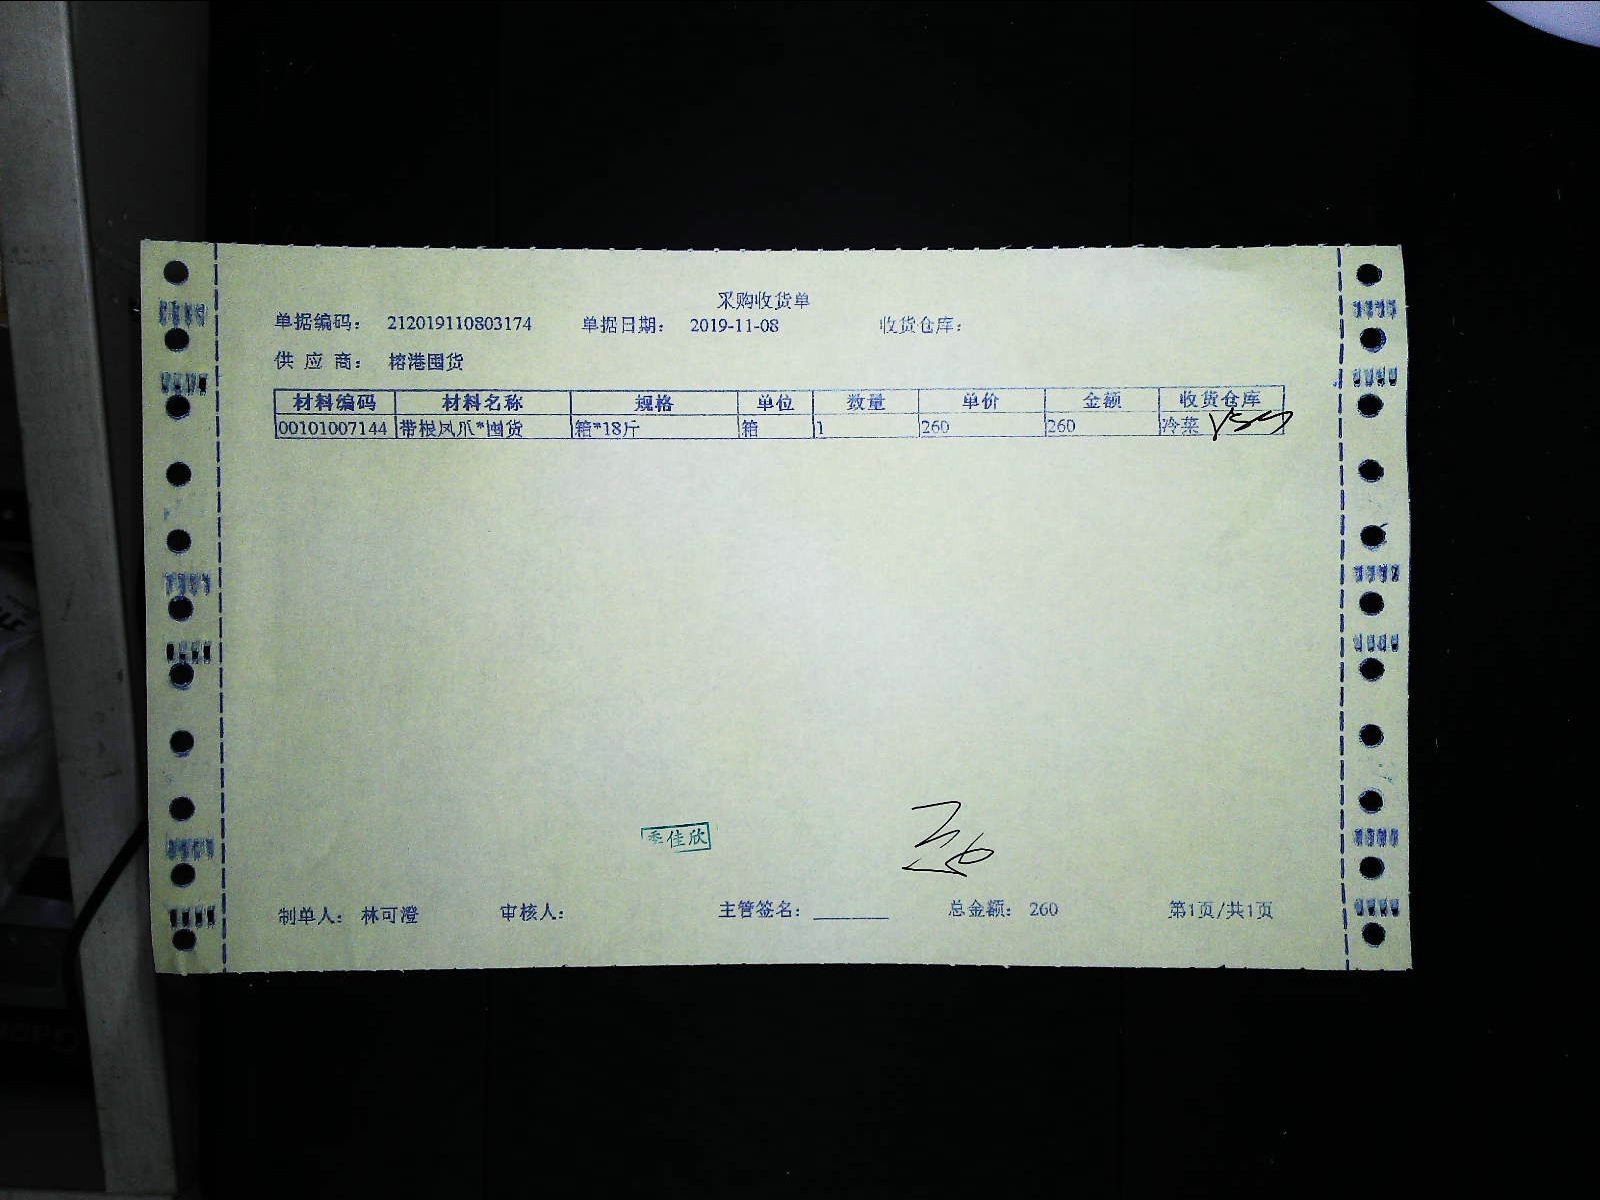 采购收货单
单据编码： 212019110803174 单据日期： 2019-11-08 收货仓库：
供 应 商： 榕港囤货
材料编码 材料名称 规格 单位 数量 单价 金额 收货仓库
00101007144 带根凤爪*囤货 箱*18斤 箱 1 260 260 冷菜
佳欣
制单人： 林可澄 审核人： 主管签名： 总金额： 260 第1页/共1页